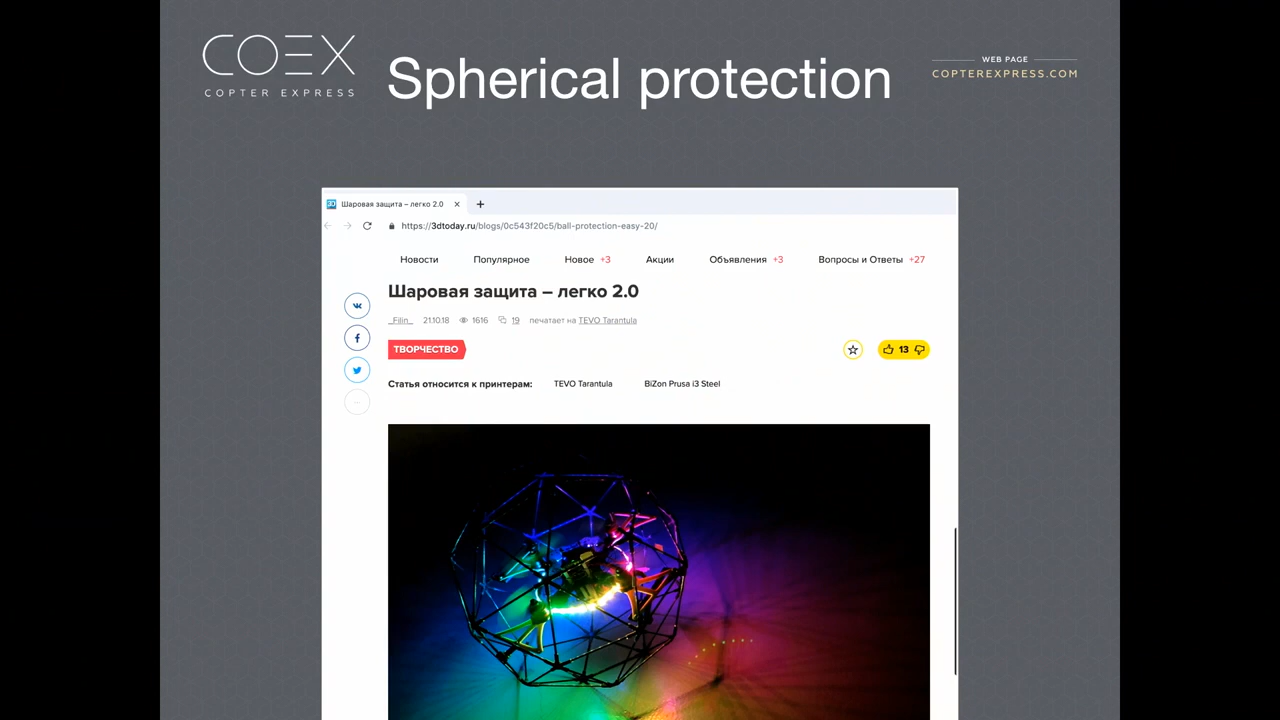 COEX
COPTER EXPRESS
Spherical protection
WEB PAGE
COPTEREXPRESS.COM
Шаровая защита – легко 2.0
https://3dtoday.ru/blogs/0c543f20c5/ball-protection-easy-20/
Новости Популярное Новое +3 Акции Объявления +3 Вопросы и Ответы +27
Шаровая защита – легко 2.0
_Filin_ 21.10.18 1616 19 печатает на TEVO Tarantula
ТВОРЧЕСТВО
13
Статья относится к принтерам: TEVO Tarantula BiZon Prusa i3 Steel